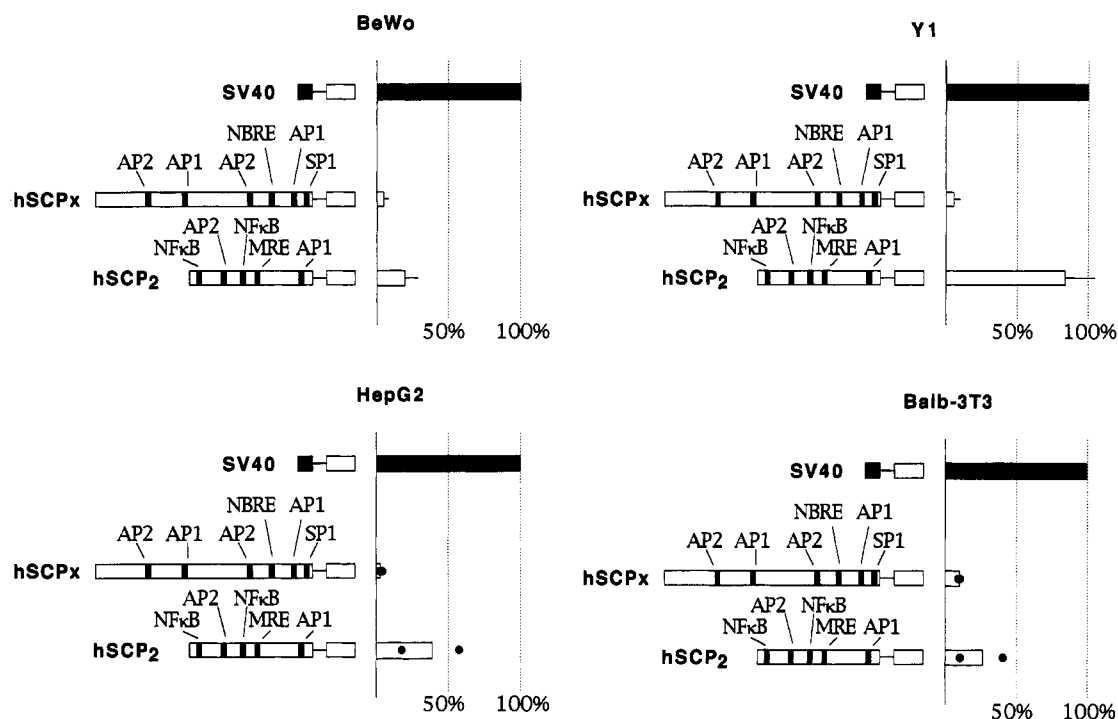 BeWo
SV40
NBRE AP1
AP2 AP1 AP2 SP1
hSCPx
AP2 NFκB
NFκB MRE AP1
hSCP2
50% 100%
Y1
SV40
NBRE AP1
AP2 AP1 AP2 SP1
hSCPx
AP2 NFκB
NFκB MRE AP1
hSCP2
50% 100%
HepG2
SV40
NBRE AP1
AP2 AP1 AP2 SP1
hSCPx
AP2 NFκB
NFκB MRE AP1
hSCP2
50% 100%
Balb-3T3
SV40
NBRE AP1
AP2 AP1 AP2 SP1
hSCPx
AP2 NFκB
NFκB MRE AP1
hSCP2
50% 100%